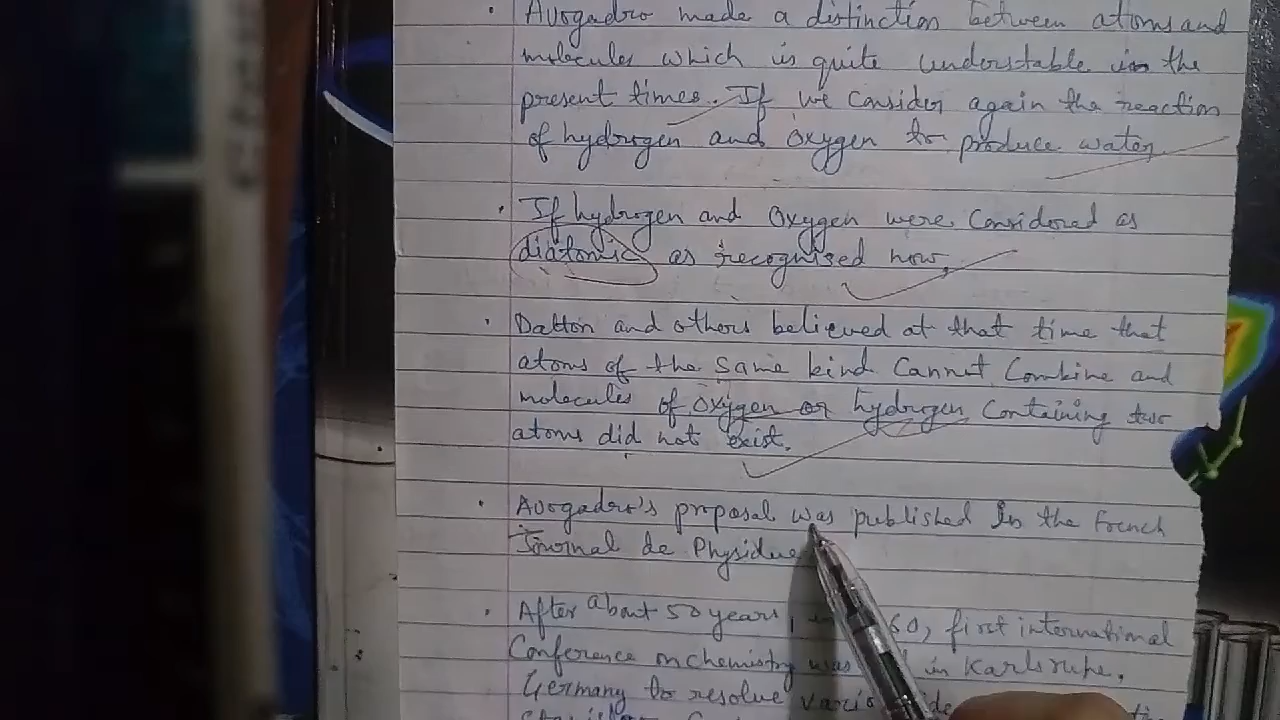 Avogadro made a distinction between atoms and
molecules which is quite understable in the
present times. If we consider again the reaction
of hydrogen and oxygen to produce water
If hydrogen and oxygen were considered as
diatomic as recognised now,
Dalton and others believed at that time that
atoms of the same kind cannot combine and
molecules of oxygen or hydrogen containing two
atoms did not exist.
Avogadro's proposal was published in the French
Journal de Physidue
After about 50 years, 60, first international
Conference on chemistry was in Karlsruhe,
Germany to resolve